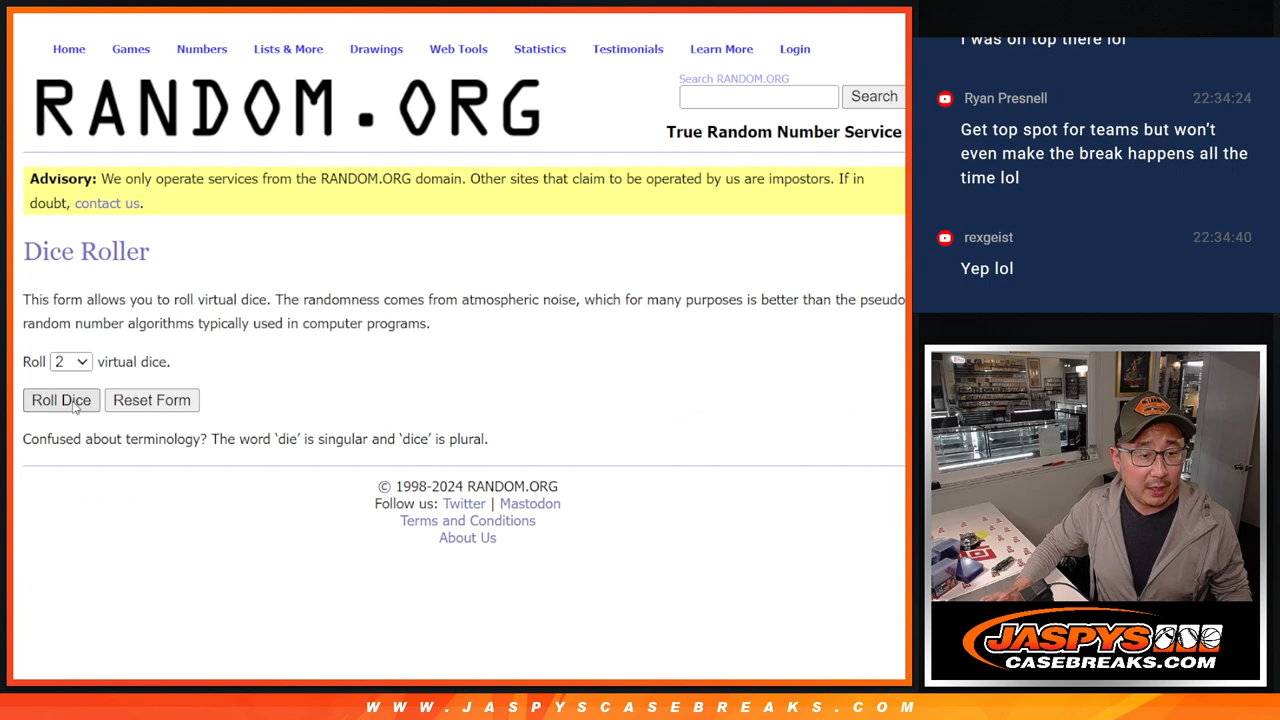 Home Games Numbers Lists & More Drawings Web Tools Statistics Testimonials Learn More Login
RANDOM.ORG
Search RANDOM.ORG
Search
True Random Number Service
Advisory: We only operate services from the RANDOM.ORG domain. Other sites that claim to be operated by us are impostors. If in
doubt, contact us.
Dice Roller
This form allows you to roll virtual dice. The randomness comes from atmospheric noise, which for many purposes is better than the pseudo
random number algorithms typically used in computer programs.
Roll 2 virtual dice.
Roll Dice Reset Form
Confused about terminology? The word ‘die’ is singular and ‘dice’ is plural.
© 1998-2024 RANDOM.ORG
Follow us: Twitter | Mastodon
Terms and Conditions
About Us
I was on top there lol
Ryan Presnell 22:34:24
Get top spot for teams but won’t
even make the break happens all the
time lol
rexgeist 22:34:40
Yep lol
JASPYS
CASEBREAKS.COM
WWW.JASPYSCASEBREAKS.COM